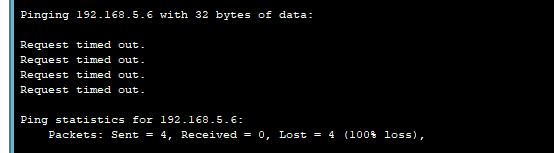 Pinging 192.168.5.6 with 32 bytes of data:
Request timed out.
Request timed out.
Request timed out.
Request timed out.
Ping statistics for 192.168.5.6:
Packets: Sent = 4, Received = 0, Lost = 4 (100% loss),